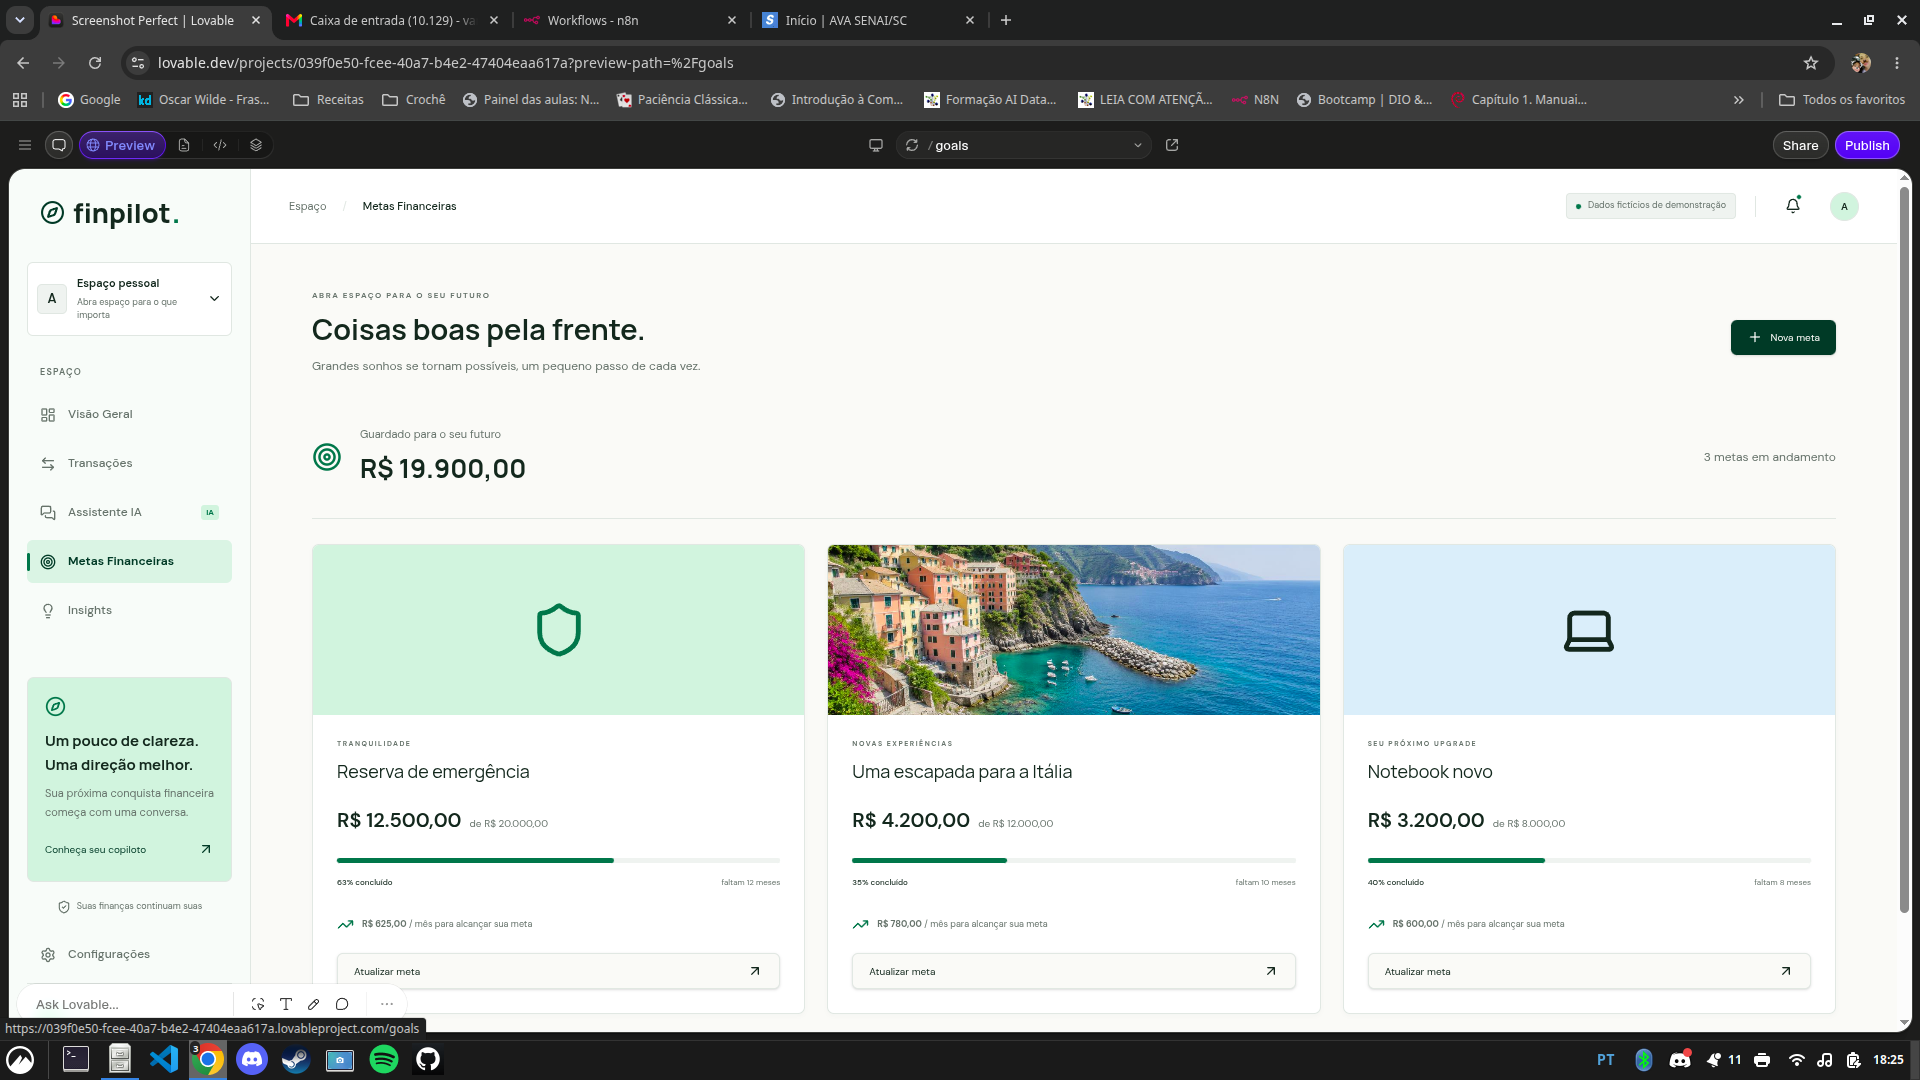 Screenshot Perfect | Lovable
Caixa de entrada (10.129) - va
Workflows - n8n
Início | AVA SENAI/SC
lovable.dev/projects/039f0e50-fcee-40a7-b4e2-47404eaa617a?preview-path=%2Fgoals
Google
Oscar Wilde - Fras...
Receitas
Crochê
Painel das aulas: N...
Paciência Clássica...
Introdução à Com...
Formação AI Data...
LEIA COM ATENÇÃ...
N8N
Bootcamp | DIO &...
Capítulo 1. Manuai...
Todos os favoritos
Preview
/ goals
Share
Publish
finpilot.
Espaço / Metas Financeiras
Dados fictícios de demonstração
A
A
Espaço pessoal
Abra espaço para o que
importa
ESPAÇO
Visão Geral
Transações
Assistente IA
IA
Metas Financeiras
Insights
Um pouco de clareza.
Uma direção melhor.
Sua próxima conquista financeira
começa com uma conversa.
Conheça seu copiloto
Suas finanças continuam suas
Configurações
ABRA ESPAÇO PARA O SEU FUTURO
Coisas boas pela frente.
Grandes sonhos se tornam possíveis, um pequeno passo de cada vez.
Nova meta
Guardado para o seu futuro
R$ 19.900,00
3 metas em andamento
TRANQUILIDADE
Reserva de emergência
R$ 12.500,00 de R$ 20.000,00
63% concluído
faltam 12 meses
R$ 625,00 / mês para alcançar sua meta
Atualizar meta
NOVAS EXPERIÊNCIAS
Uma escapada para a Itália
R$ 4.200,00 de R$ 12.000,00
35% concluído
faltam 10 meses
R$ 780,00 / mês para alcançar sua meta
Atualizar meta
SEU PRÓXIMO UPGRADE
Notebook novo
R$ 3.200,00 de R$ 8.000,00
40% concluído
faltam 8 meses
R$ 600,00 / mês para alcançar sua meta
Atualizar meta
Ask Lovable...
https://039f0e50-fcee-40a7-b4e2-47404eaa617a.lovableproject.com/goals
3
PT
11
18:25